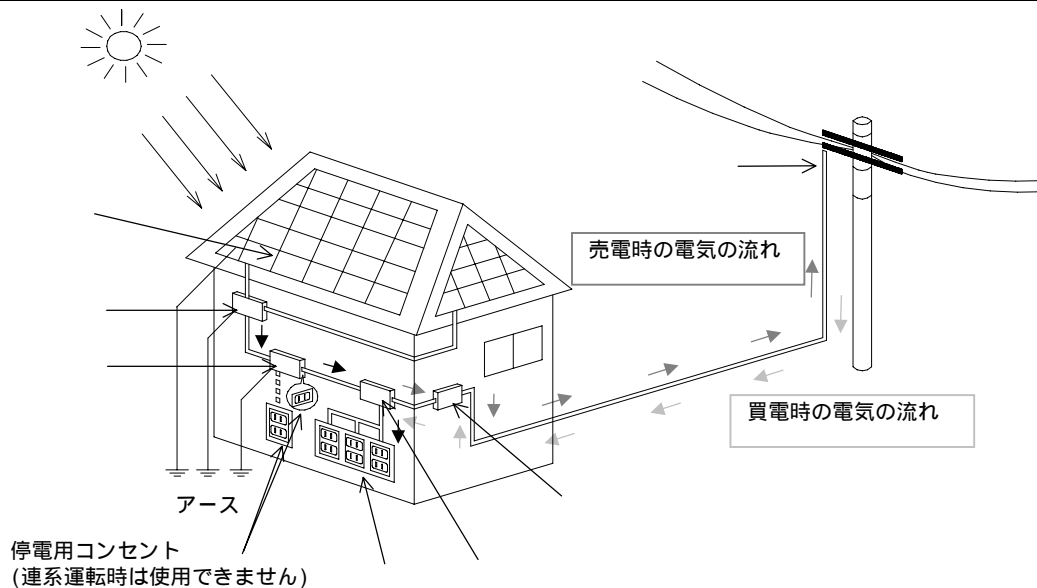 売電時の電気の流れ
買電時の電気の流れ
アース
停電用コンセント
(連系運転時は使用できません)